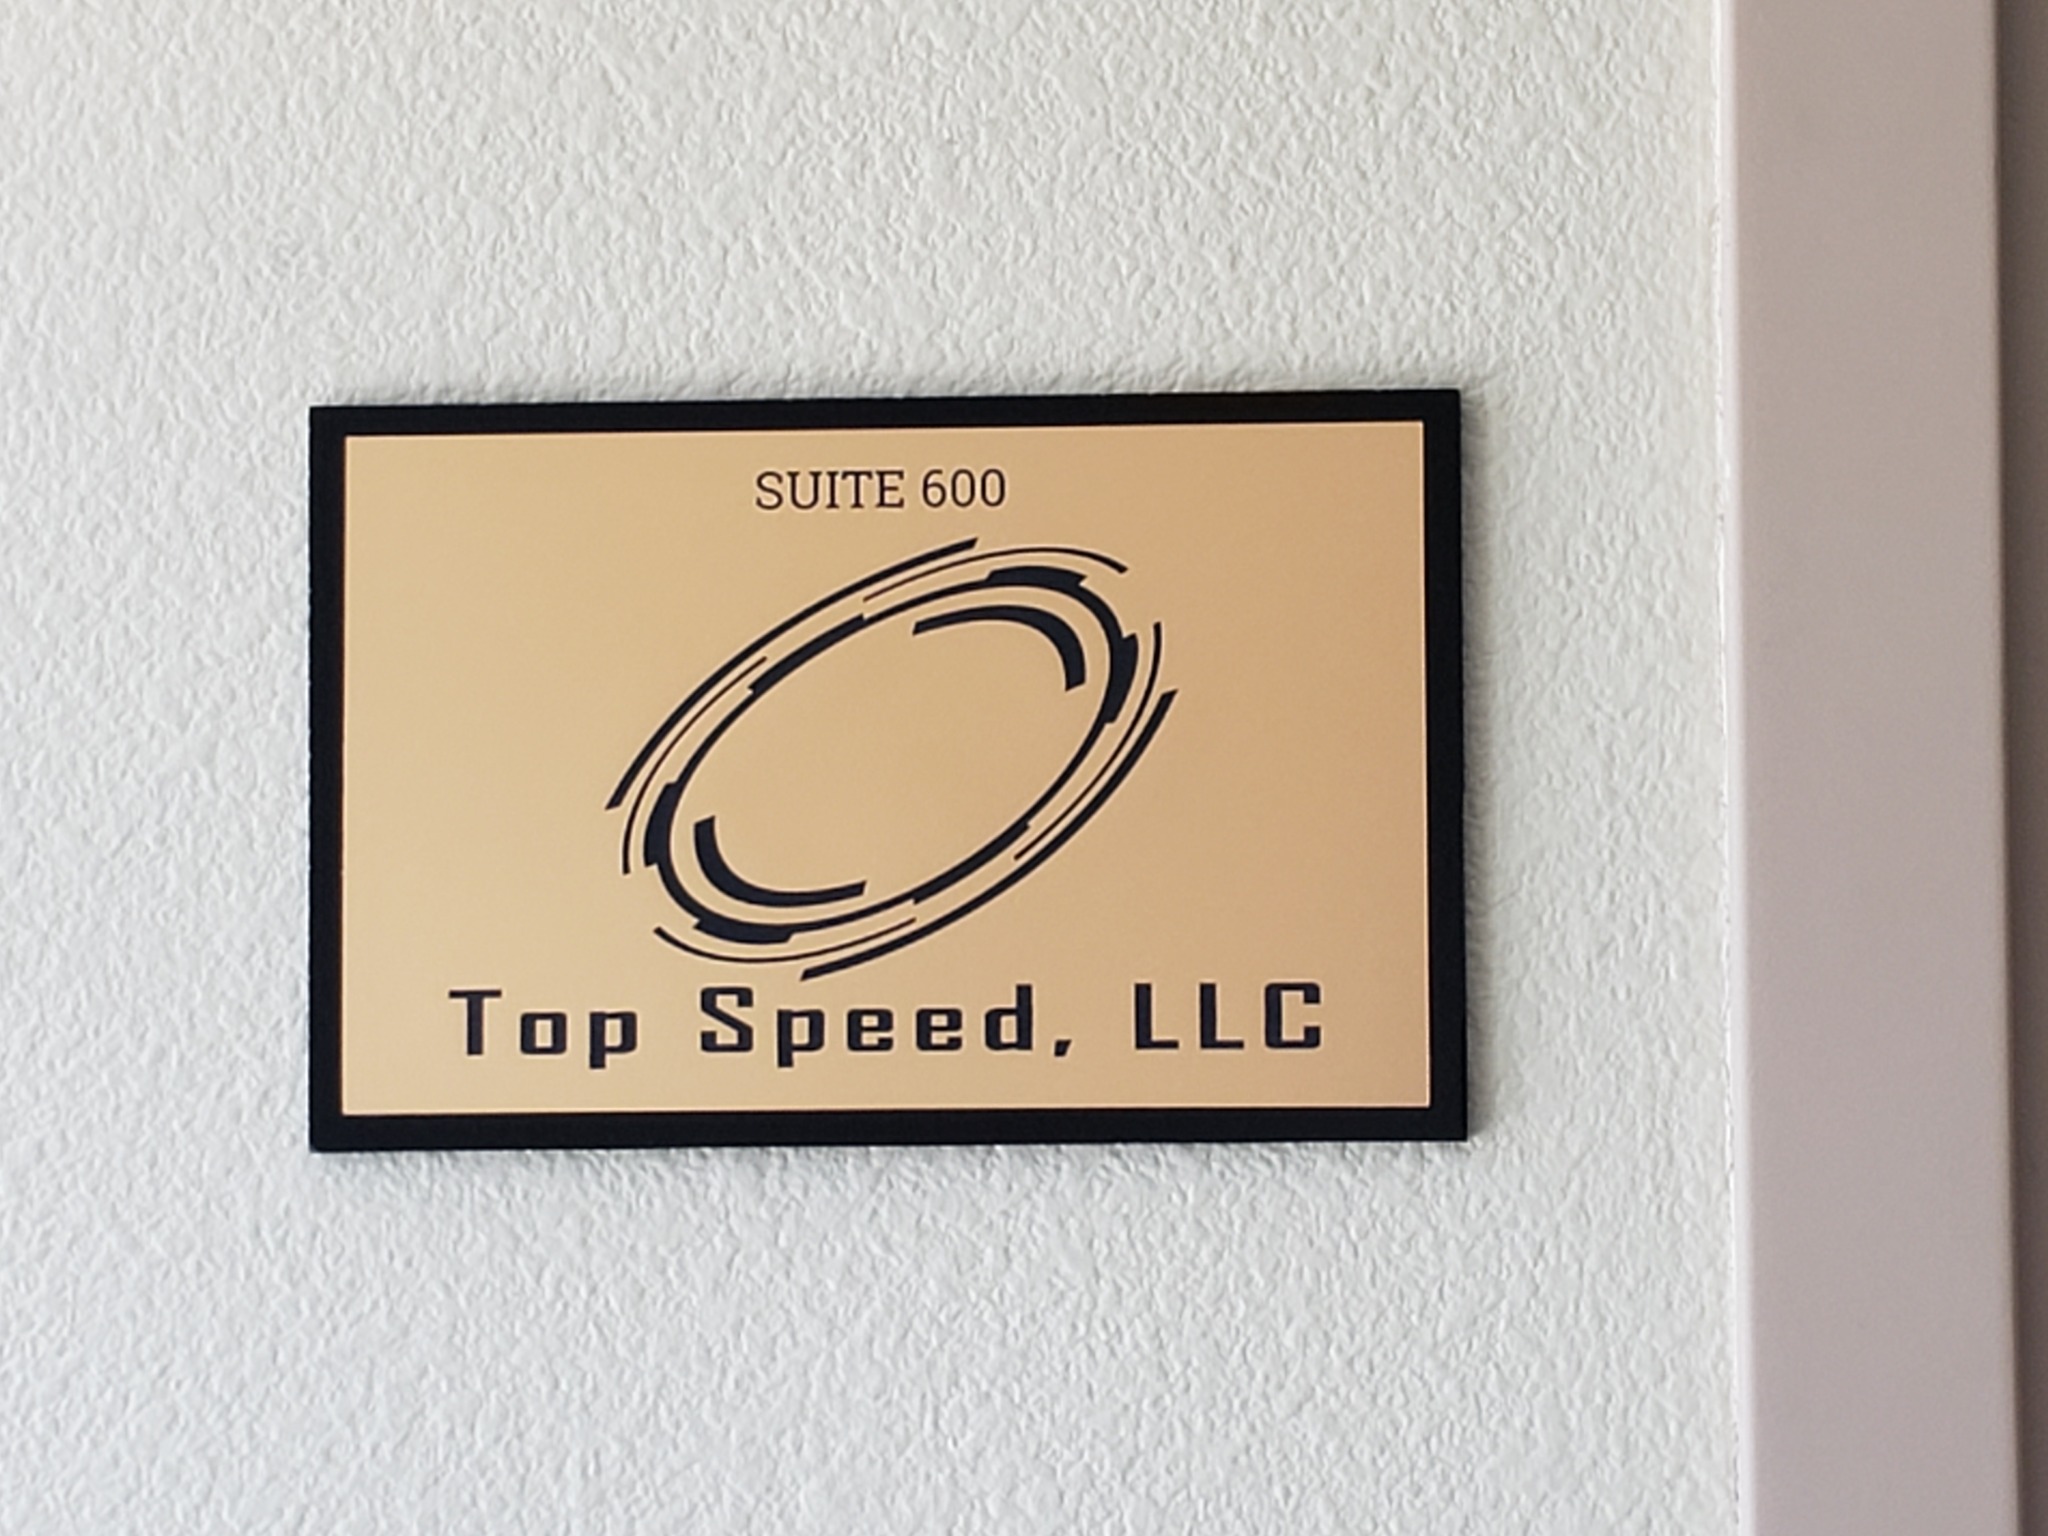 SUITE 600
Top Speed, LLC